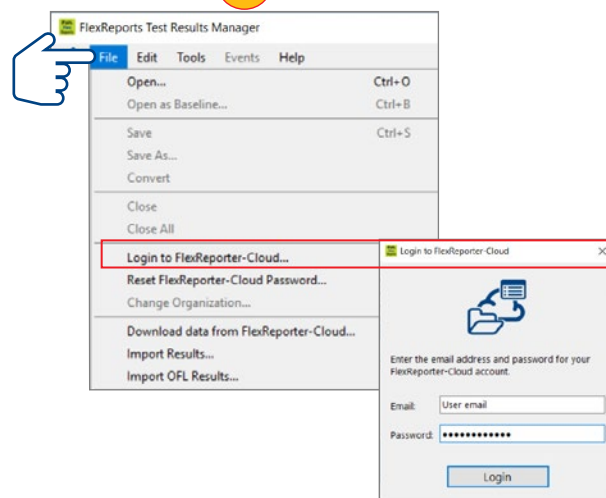 FlexReports Test Results Manager
File Edit Tools Events Help
Open... Ctrl+O
Open as Baseline... Ctrl+B
Save Ctrl+S
Save As...
Convert
Close
Close All
Login to FlexReporter-Cloud...
Reset FlexReporter-Cloud Password...
Change Organization...
Download data from FlexReporter-Cloud...
Import Results...
Import OFL Results...
Login to FlexReporter-Cloud
Enter the email address and password for your
FlexReporter-Cloud account.
Email: User email
Password: ●●●●●●●●●●●●
Login